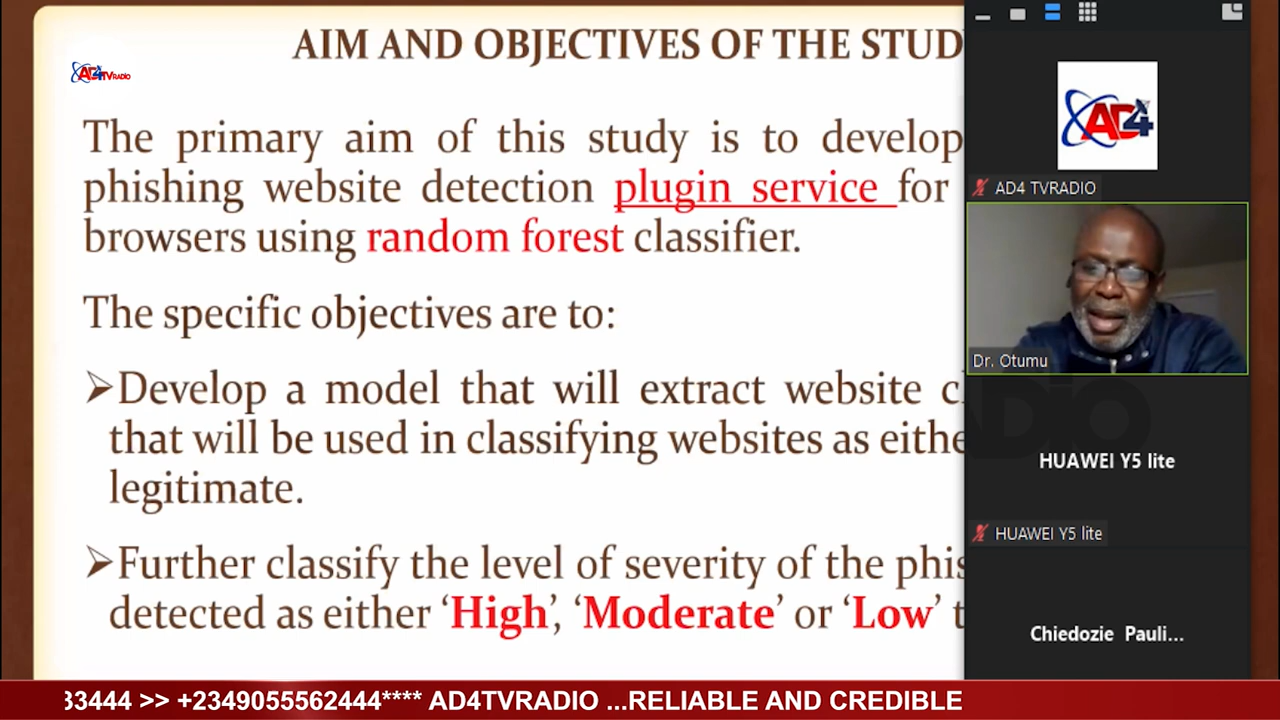 AIM AND OBJECTIVES OF THE STUD
AD4TVRADIO
The primary aim of this study is to develop
phishing website detection plugin service for
browsers using random forest classifier.
The specific objectives are to:
➢Develop a model that will extract website c
that will be used in classifying websites as eithe
legitimate.
➢Further classify the level of severity of the phis
detected as either ‘High’, ‘Moderate’ or ‘Low’ t
AD4
AD4 TVRADIO
Dr. Otumu
HUAWEI Y5 lite
HUAWEI Y5 lite
Chiedozie Pauli...
33444 >> +2349055562444**** AD4TVRADIO ...RELIABLE AND CREDIBLE